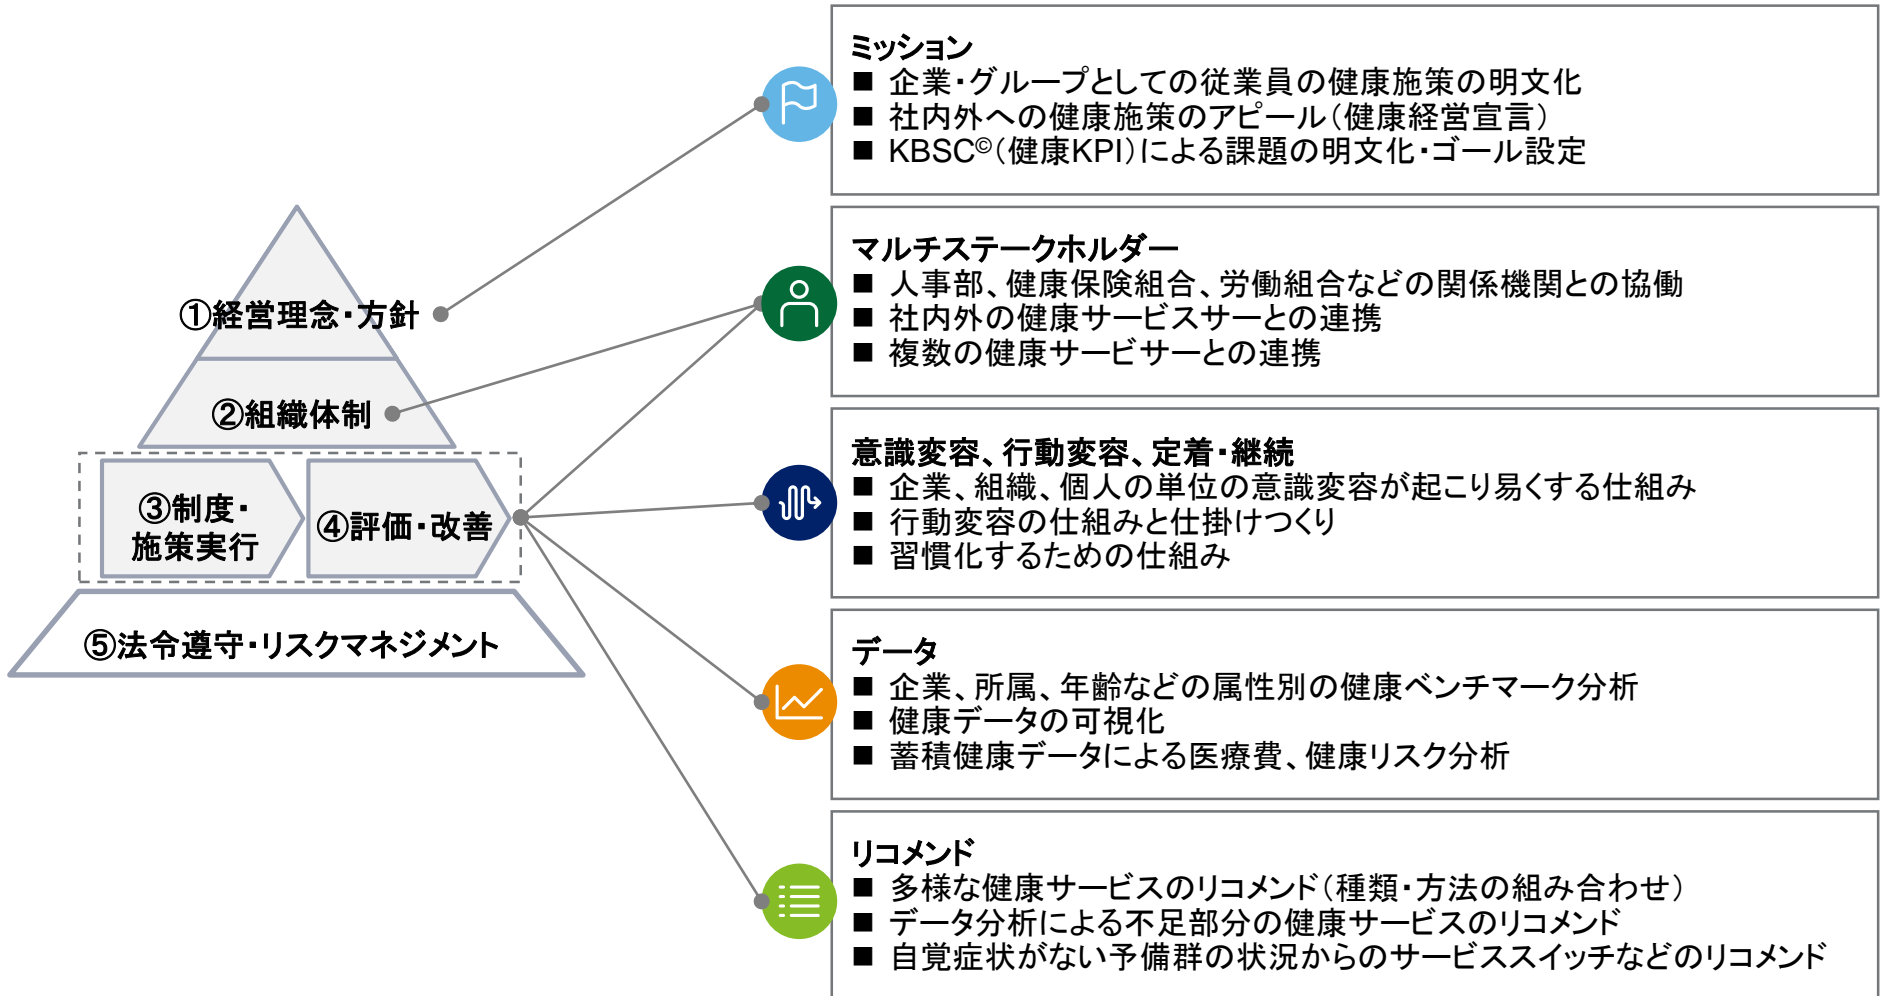 ①経営理念・方針
②組織体制
③制度・
施策実行
④評価・改善
⑤法令遵守・リスクマネジメント
ミッション
■ 企業・グループとしての従業員の健康施策の明文化
■ 社内外への健康施策のアピール（健康経営宣言）
■ KBSC©（健康KPI）による課題の明文化・ゴール設定
マルチステークホルダー
■ 人事部、健康保険組合、労働組合などの関係機関との協働
■ 社内外の健康サービスサーとの連携
■ 複数の健康サービサーとの連携
意識変容、行動変容、定着・継続
■ 企業、組織、個人の単位の意識変容が起こり易くする仕組み
■ 行動変容の仕組みと仕掛けつくり
■ 習慣化するための仕組み
データ
■ 企業、所属、年齢などの属性別の健康ベンチマーク分析
■ 健康データの可視化
■ 蓄積健康データによる医療費、健康リスク分析
リコメンド
■ 多様な健康サービスのリコメンド（種類・方法の組み合わせ）
■ データ分析による不足部分の健康サービスのリコメンド
■ 自覚症状がない予備群の状況からのサービススイッチなどのリコメンド